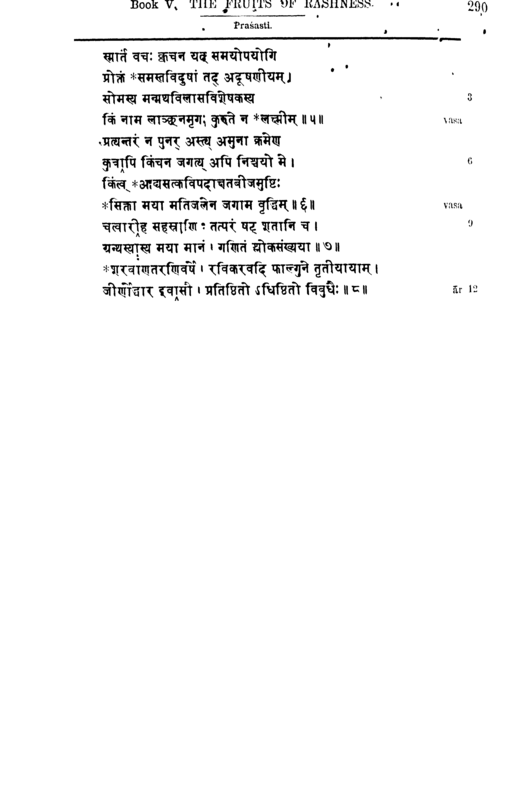 Book V. THE FRUITS OF RASHNESS. 290
Praśasti.
स्मार्तं वचः क्वचन यद् समयोपयोगि
प्रोक्तं *समस्तविदुषां तद् अदूषणीयम्।
सोमस्य मन्मथविलासविशेषकस्य 3
किं नाम लाञ्छनमृगः कुरुते न *लक्ष्मीम्॥५॥ vasa
प्रत्यन्तरं न पुनर् अस्त्य् अमुना क्रमेण
कुत्रापि किंचन जगत्य् अपि निश्चयो मे। 6
किंत्व् *आद्यसत्कविपदाक्षतबीजमुष्टिः
*सिक्ता मया मतिजलेन जगाम वृद्धिम्॥६॥ vasa
चत्वारीह सहस्राणि तत्परं षट् शतानि च। 9
ग्रन्थस्यास्य मया मानं। गणितं श्लोकसंख्यया॥७॥
*शरबाणतरणिवर्षे। रविकरवदि फाल्गुने तृतीयायाम्।
जीर्णोद्धार इवासौ। प्रतिष्ठितो ऽधिष्ठितो विबुधैः॥८॥ ār 12